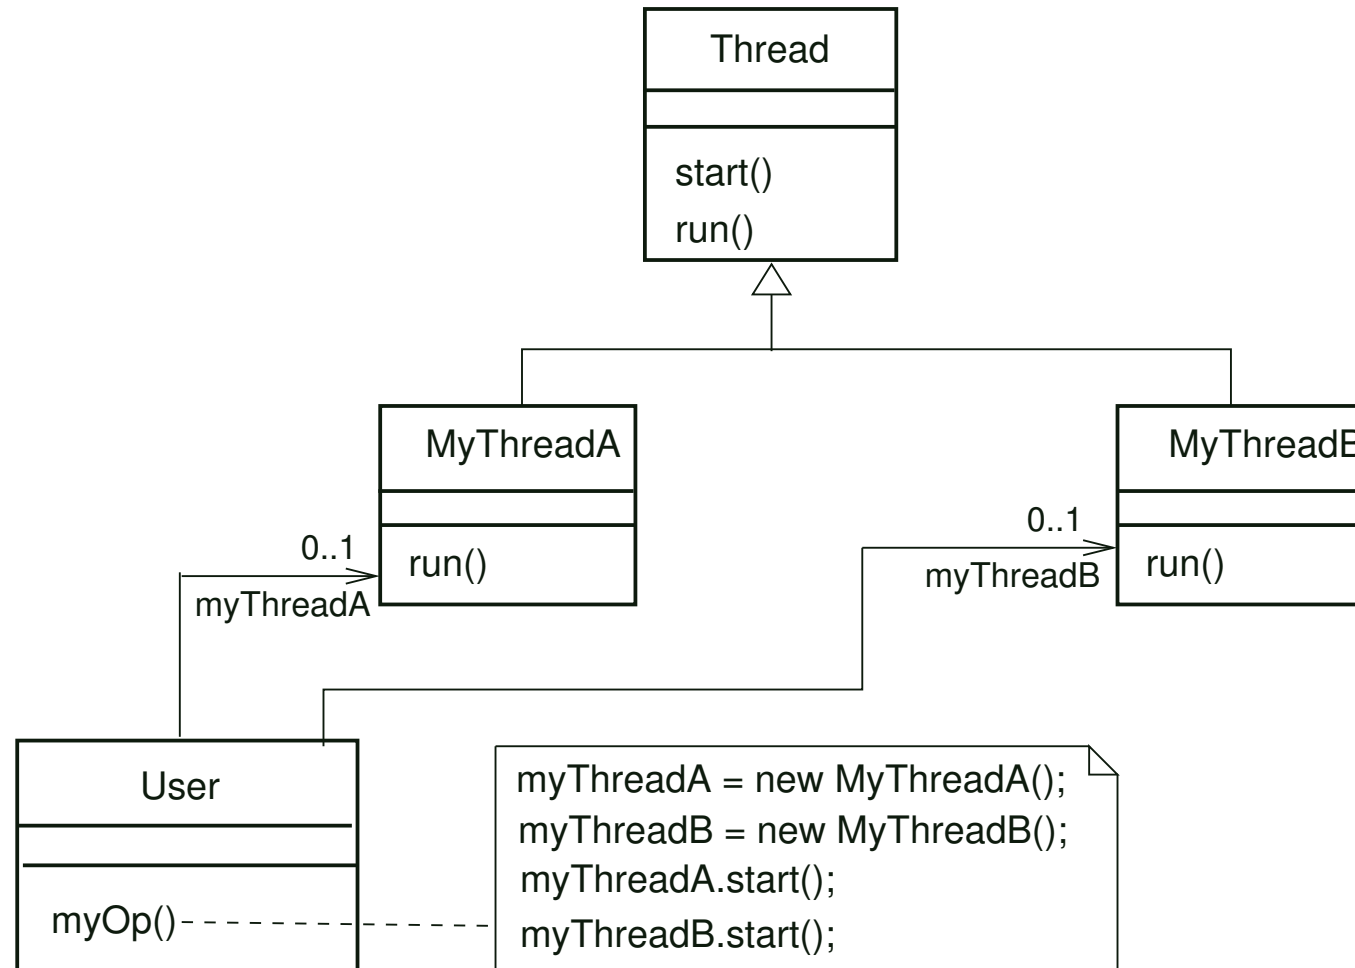 Thread
start()
run()
MyThreadA
run()
0..1
myThreadA
MyThreadB
run()
0..1
myThreadB
User
myOp()
myThreadA = new MyThreadA();
myThreadB = new MyThreadB();
myThreadA.start();
myThreadB.start();